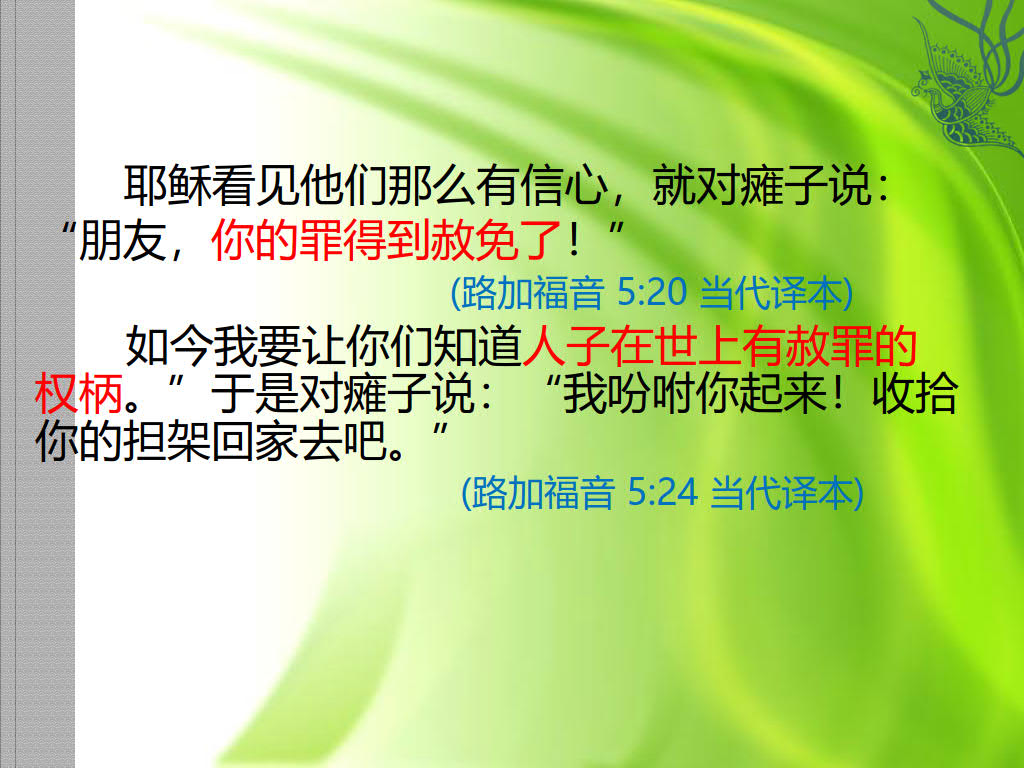 耶稣看见他们那么有信心，就对瘫子说：
“朋友，你的罪得到赦免了！”
(路加福音 5:20 当代译本)
如今我要让你们知道人子在世上有赦罪的
权柄。”于是对瘫子说：“我吩咐你起来！收拾
你的担架回家去吧。”
(路加福音 5:24 当代译本)